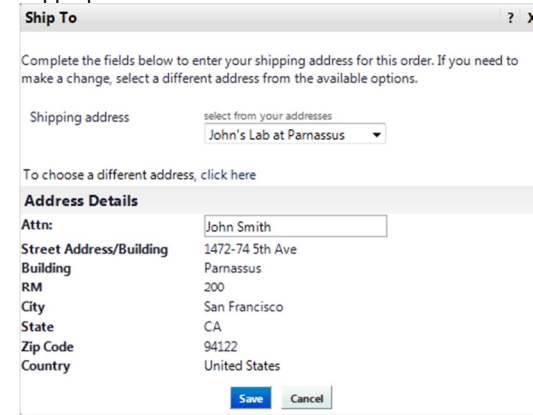 Ship To ? X
Complete the fields below to enter your shipping address for this order. If you need to
make a change, select a different address from the available options.
Shipping address select from your addresses
John's Lab at Parnassus
To choose a different address, click here
Address Details
Attn: John Smith
Street Address/Building 1472-74 5th Ave
Building Parnassus
RM 200
City San Francisco
State CA
Zip Code 94122
Country United States
Save Cancel